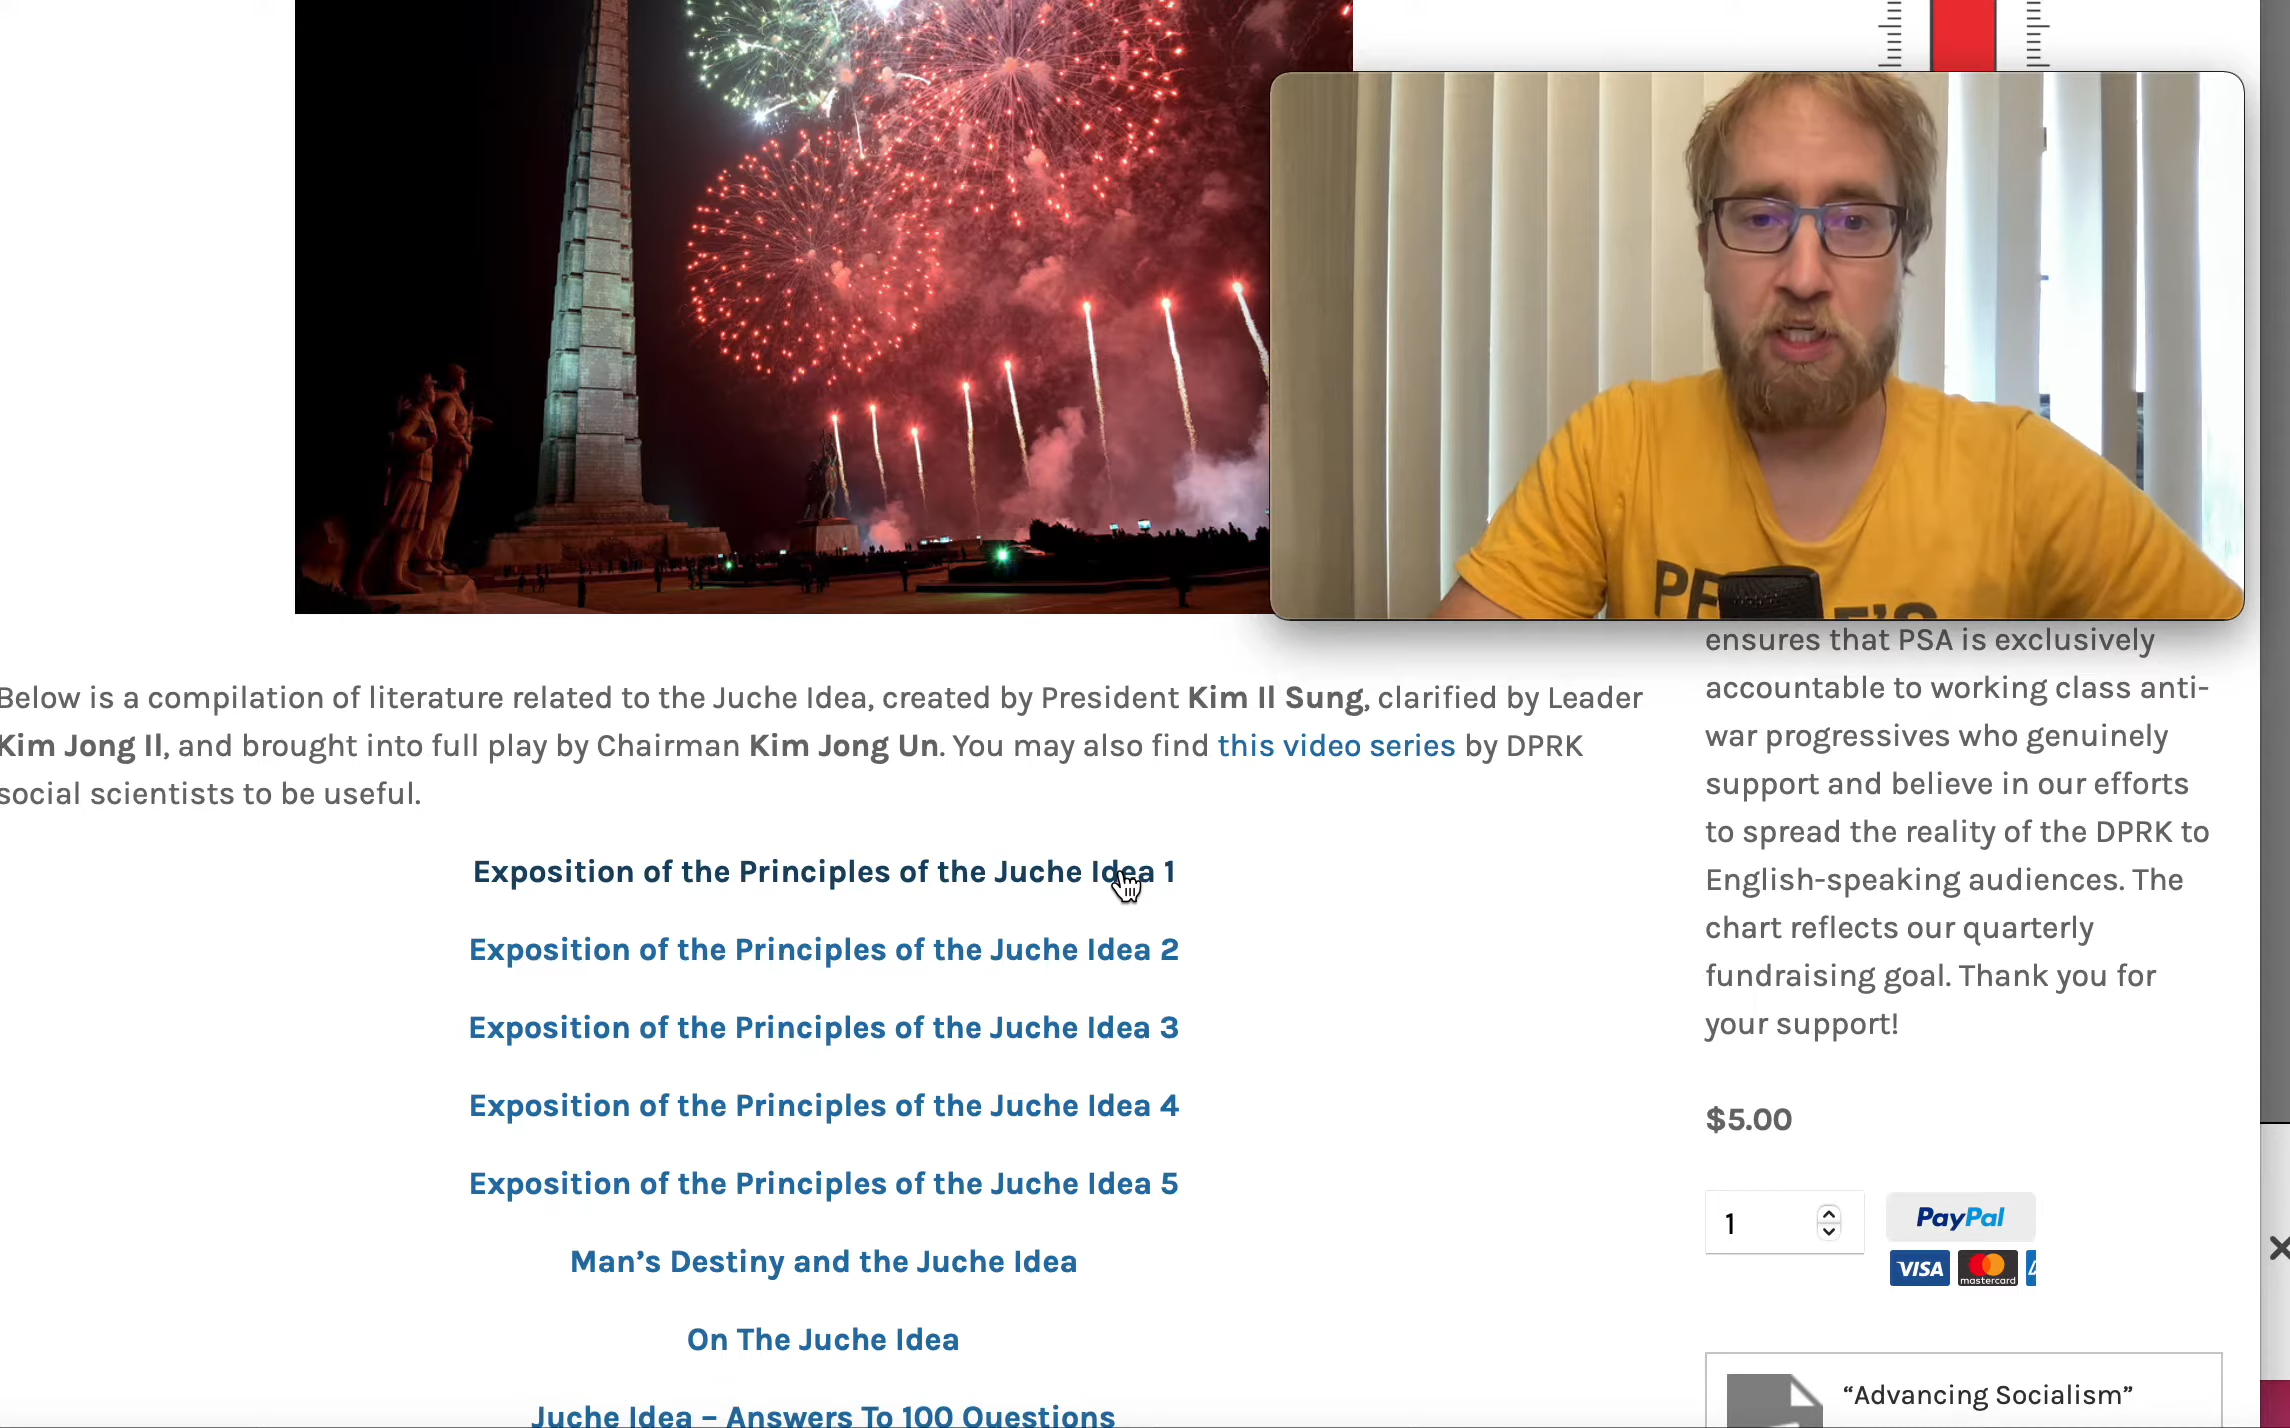 PE
E'S
Below is a compilation of literature related to the Juche Idea, created by President Kim Il Sung, clarified by Leader
Kim Jong Il, and brought into full play by Chairman Kim Jong Un. You may also find this video series by DPRK
social scientists to be useful.
Exposition of the Principles of the Juche Idea 1
Exposition of the Principles of the Juche Idea 2
Exposition of the Principles of the Juche Idea 3
Exposition of the Principles of the Juche Idea 4
Exposition of the Principles of the Juche Idea 5
Man’s Destiny and the Juche Idea
On The Juche Idea
Juche Idea – Answers To 100 Questions
ensures that PSA is exclusively
accountable to working class anti-
war progressives who genuinely
support and believe in our efforts
to spread the reality of the DPRK to
English-speaking audiences. The
chart reflects our quarterly
fundraising goal. Thank you for
your support!
$5.00
1
PayPal
VISA
mastercard
“Advancing Socialism”